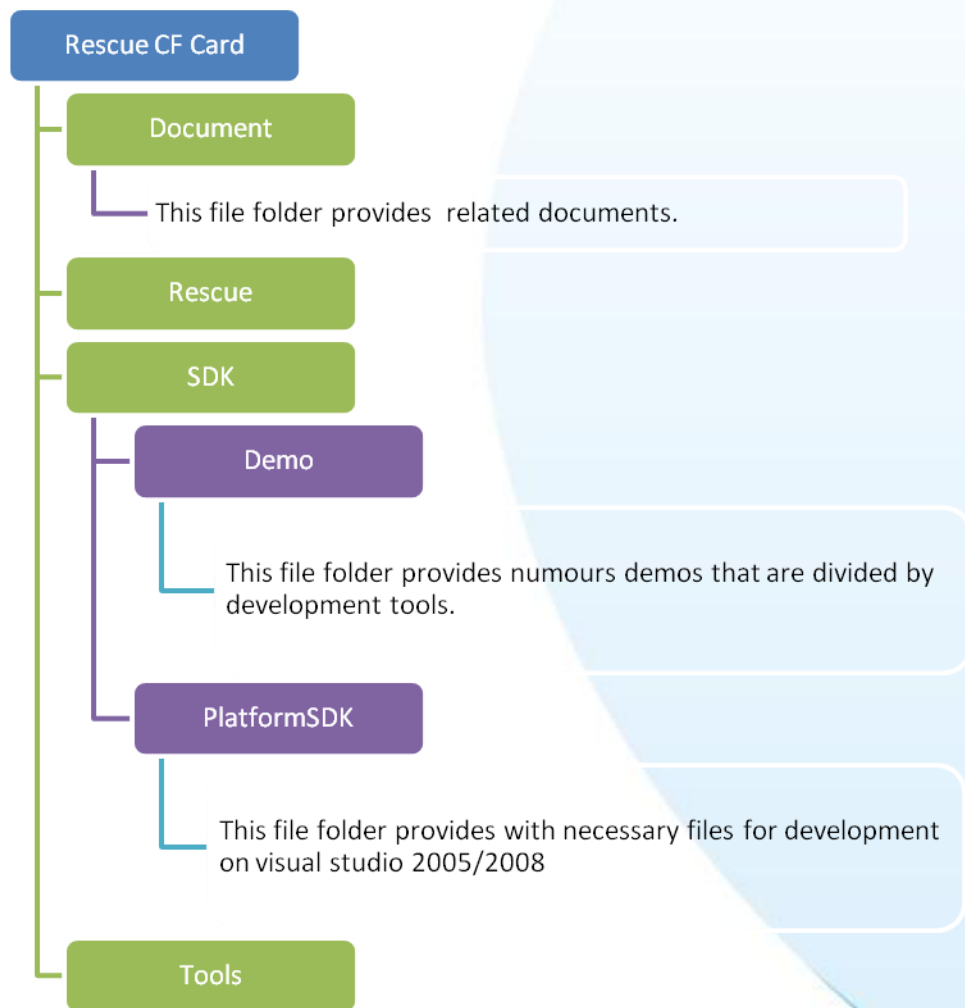 Rescue CF Card
Document
This file folder provides related documents.
Rescue
SDK
Demo
This file folder provides numours demos that are divided by
development tools.
PlatformSDK
This file folder provides with necessary files for development
on visual studio 2005/2008
Tools